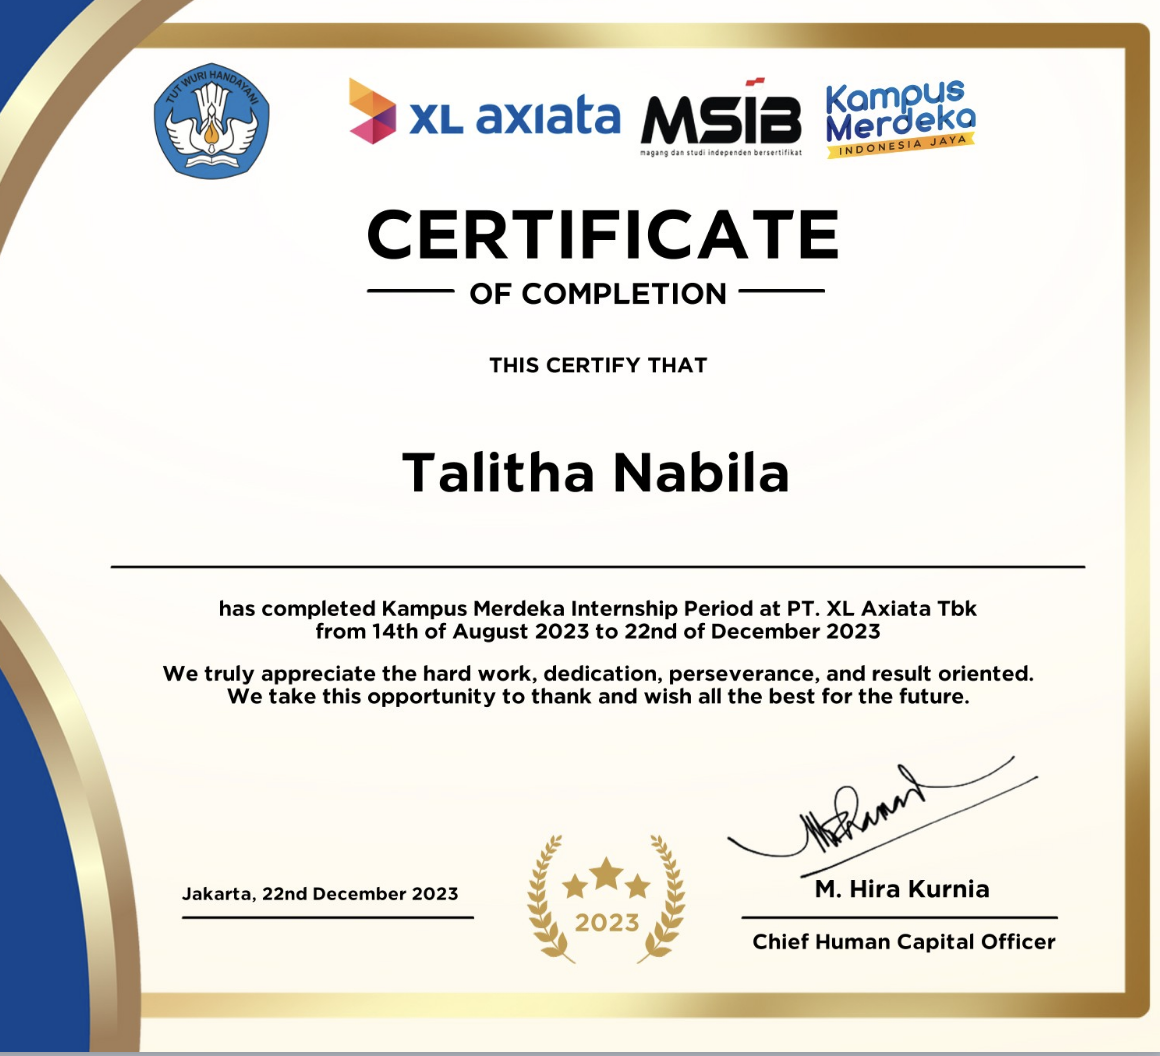 TUT WURI HANDAYANI
XL axiata
MSIB
magang dan studi independen bersertifikat
Kampus
Merdeka
INDONESIA JAYA
CERTIFICATE
OF COMPLETION
THIS CERTIFY THAT
Talitha Nabila
has completed Kampus Merdeka Internship Period at PT. XL Axiata Tbk
from 14th of August 2023 to 22nd of December 2023
We truly appreciate the hard work, dedication, perseverance, and result oriented.
We take this opportunity to thank and wish all the best for the future.
Jakarta, 22nd December 2023
2023
M. Hira Kurnia
Chief Human Capital Officer